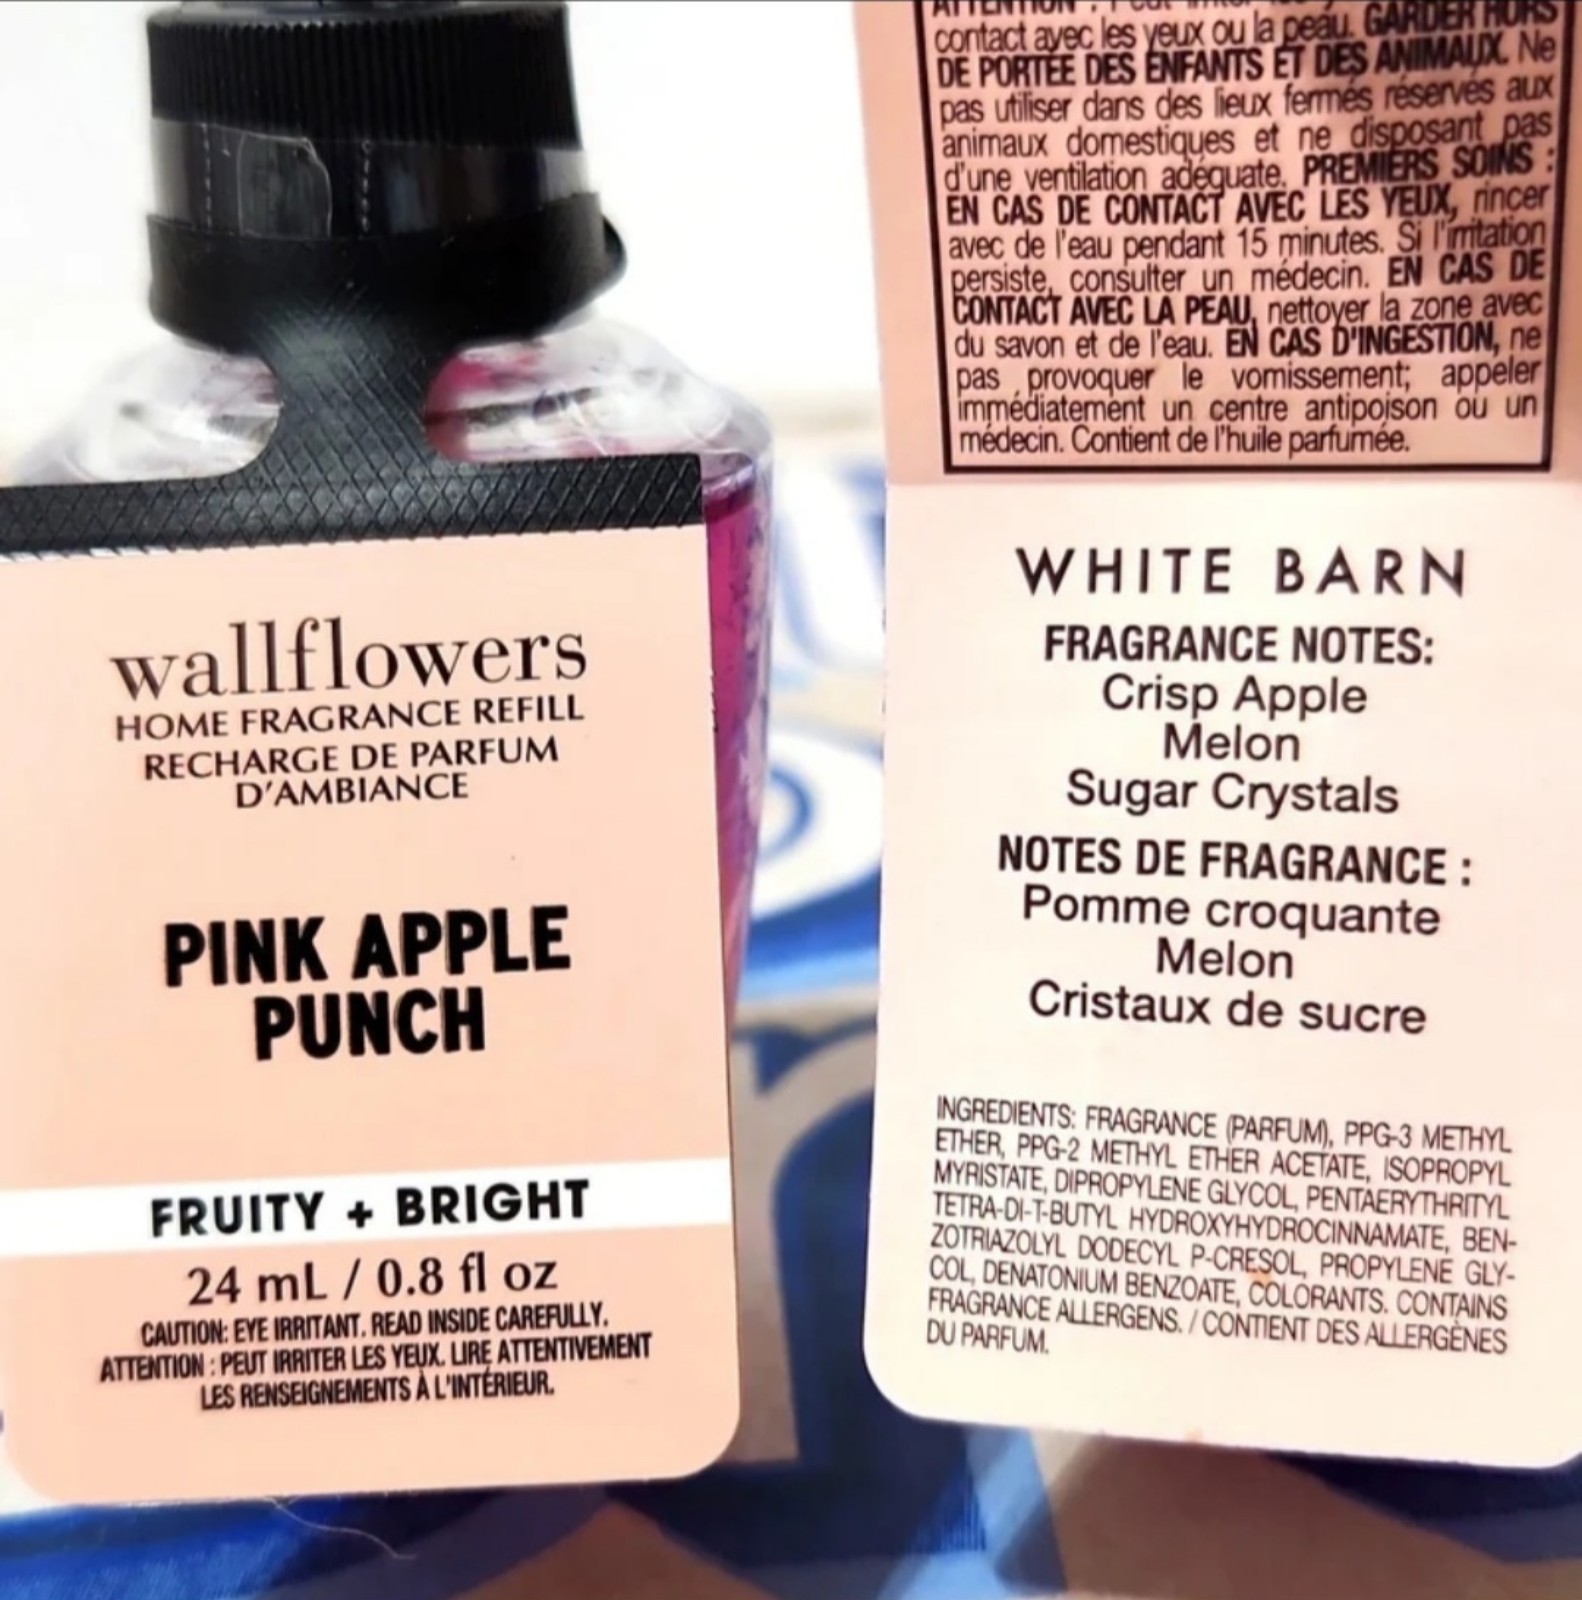 wallflowers
HOME FRAGRANCE REFILL
RECHARGE DE PARFUM
D'AMBIANCE
PINK APPLE
PUNCH
FRUITY + BRIGHT
24 mL / 0.8 fl oz
CAUTION: EYE IRRITANT. READ INSIDE CAREFULLY.
ATTENTION : PEUT IRRITER LES YEUX. LIRE ATTENTIVEMENT
LES RENSEIGNEMENTS À L'INTÉRIEUR.
ATTENTION :
contact avec les yeux ou la peau. GARDER HORS
DE PORTÉE DES ENFANTS ET DES ANIMAUX. Ne
pas utiliser dans des lieux fermés réservés aux
animaux domestiques et ne disposant pas
d'une ventilation adéquate. PREMIERS SOINS :
EN CAS DE CONTACT AVEC LES YEUX, rincer
avec de l'eau pendant 15 minutes. Si l'irritation
persiste, consulter un médecin. EN CAS DE
CONTACT AVEC LA PEAU, nettoyer la zone avec
du savon et de l'eau. EN CAS D'INGESTION, ne
pas provoquer le vomissement; appeler
immédiatement un centre antipoison ou un
médecin. Contient de l'huile parfumée.
WHITE BARN
FRAGRANCE NOTES:
Crisp Apple
Melon
Sugar Crystals
NOTES DE FRAGRANCE :
Pomme croquante
Melon
Cristaux de sucre
INGREDIENTS: FRAGRANCE (PARFUM), PPG-3 METHYL
ETHER, PPG-2 METHYL ETHER ACETATE, ISOPROPYL
MYRISTATE, DIPROPYLENE GLYCOL, PENTAERYTHRITYL
TETRA-DI-T-BUTYL HYDROXYHYDROCINNAMATE, BEN-
ZOTRIAZOLYL DODECYL P-CRESOL, PROPYLENE GLY-
COL, DENATONIUM BENZOATE, COLORANTS. CONTAINS
FRAGRANCE ALLERGENS. / CONTIENT DES ALLERGÈNES
DU PARFUM.